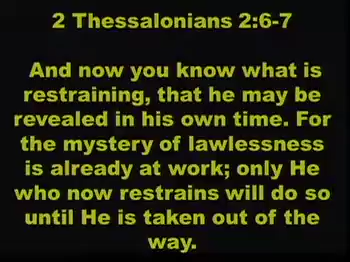 2 Thessalonians 2:6-7
And now you know what is
restraining, that he may be
revealed in his own time. For
the mystery of lawlessness
is already at work; only He
who now restrains will do so
until He is taken out of the
way.